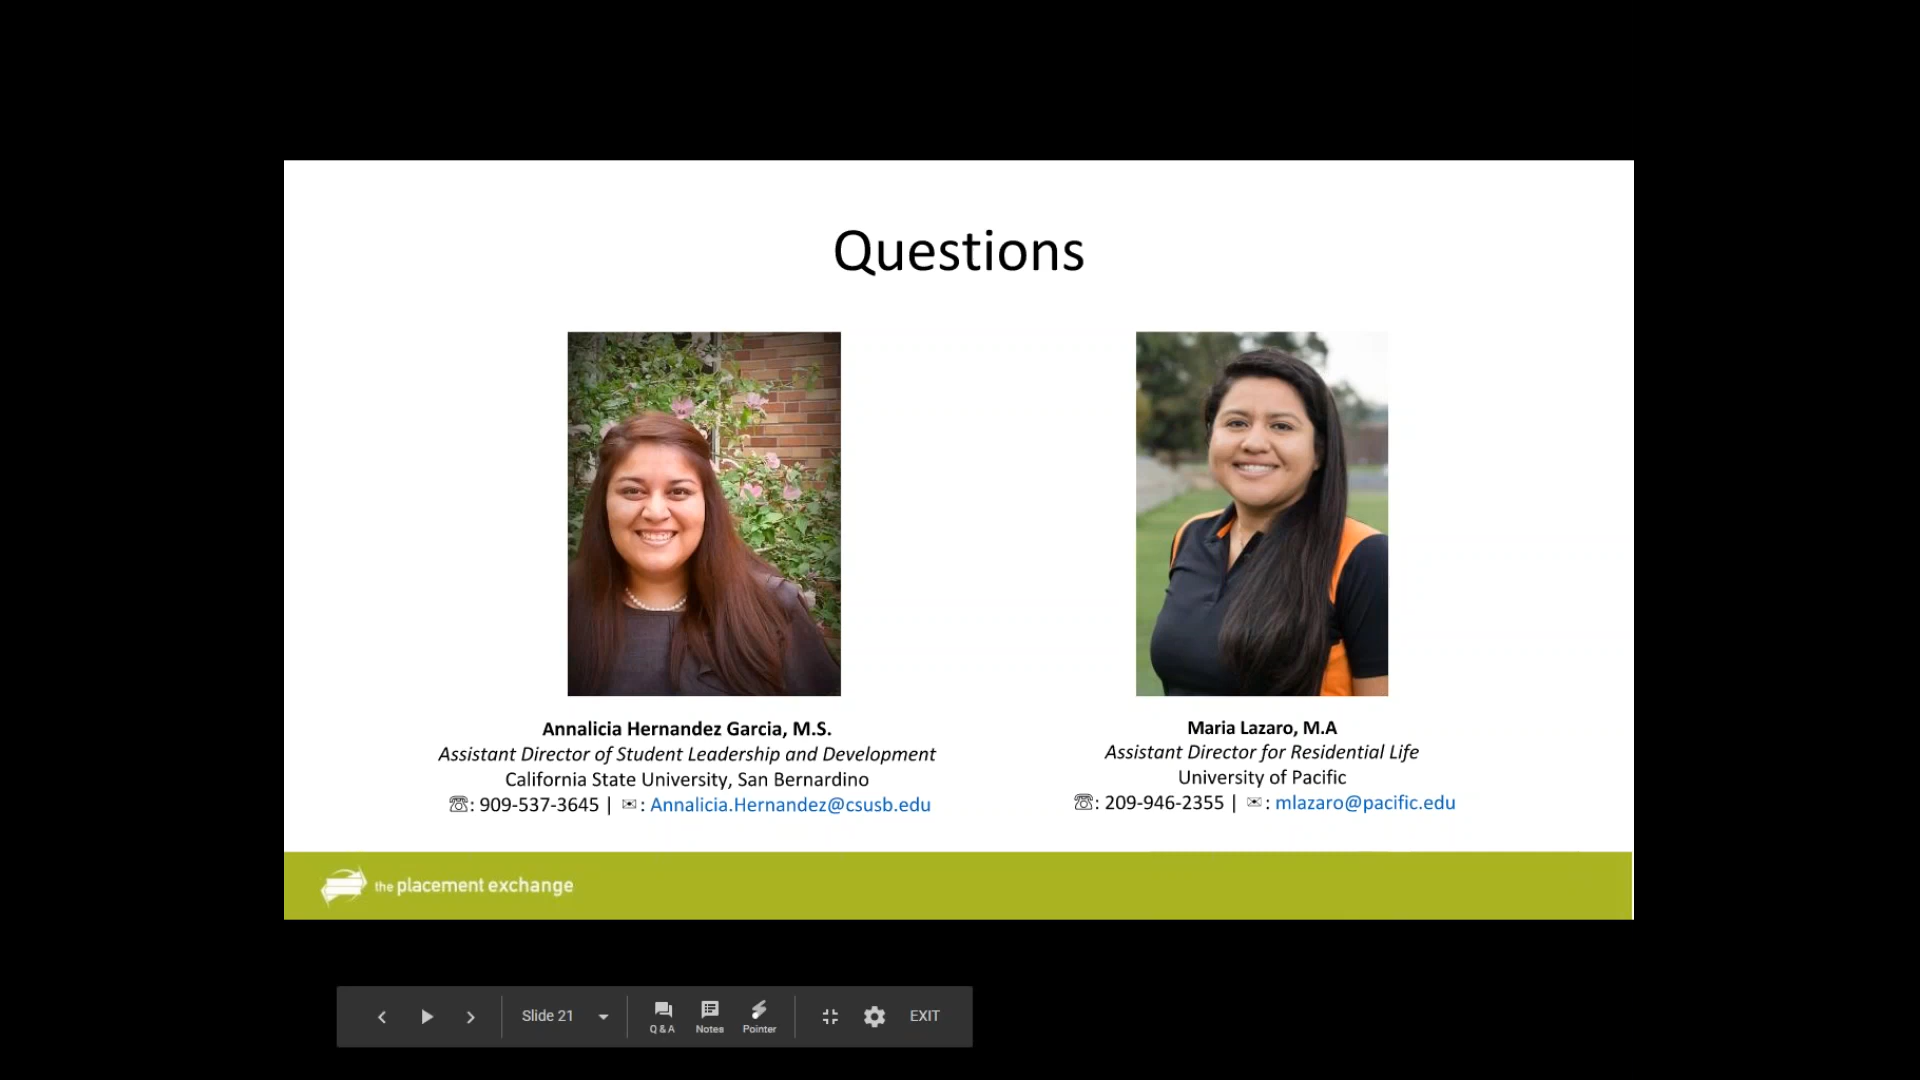 Questions
Annalicia Hernandez Garcia, M.S.
Assistant Director of Student Leadership and Development
California State University, San Bernardino
☏: 909-537-3645 | ✉: Annalicia.Hernandez@csusb.edu
Maria Lazaro, M.A
Assistant Director for Residential Life
University of Pacific
☏: 209-946-2355 | ✉: mlazaro@pacific.edu
the placement exchange
Slide 21
Q & A
Notes
Pointer
EXIT